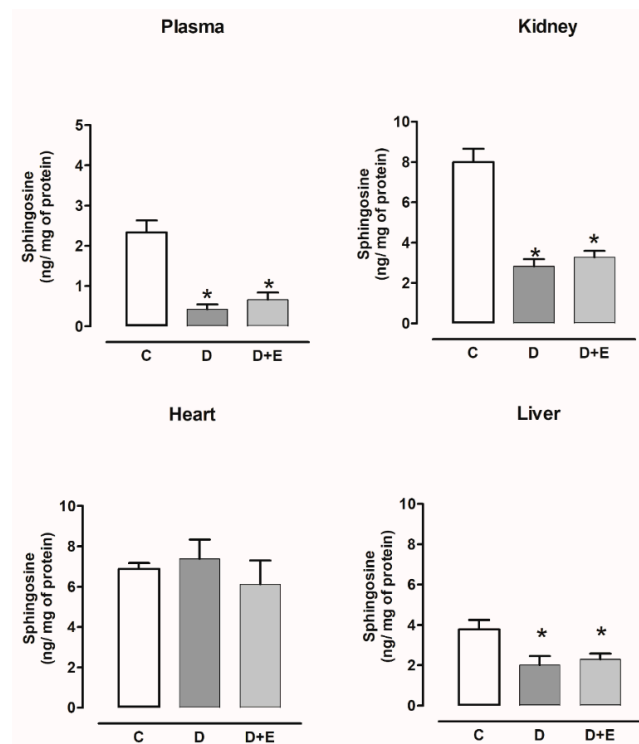 Plasma
Sphingosine
(ng/ mg of protein)
5
4
3
2
1
0
*
*
C D D+E
Kidney
Sphingosine
(ng/ mg of protein)
10
8
6
4
2
0
*
*
C D D+E
Heart
Sphingosine
(ng/ mg of protein)
10
8
6
4
2
0
C D D+E
Liver
Sphingosine
(ng/ mg of protein)
10
8
6
4
2
0
* *
C D D+E